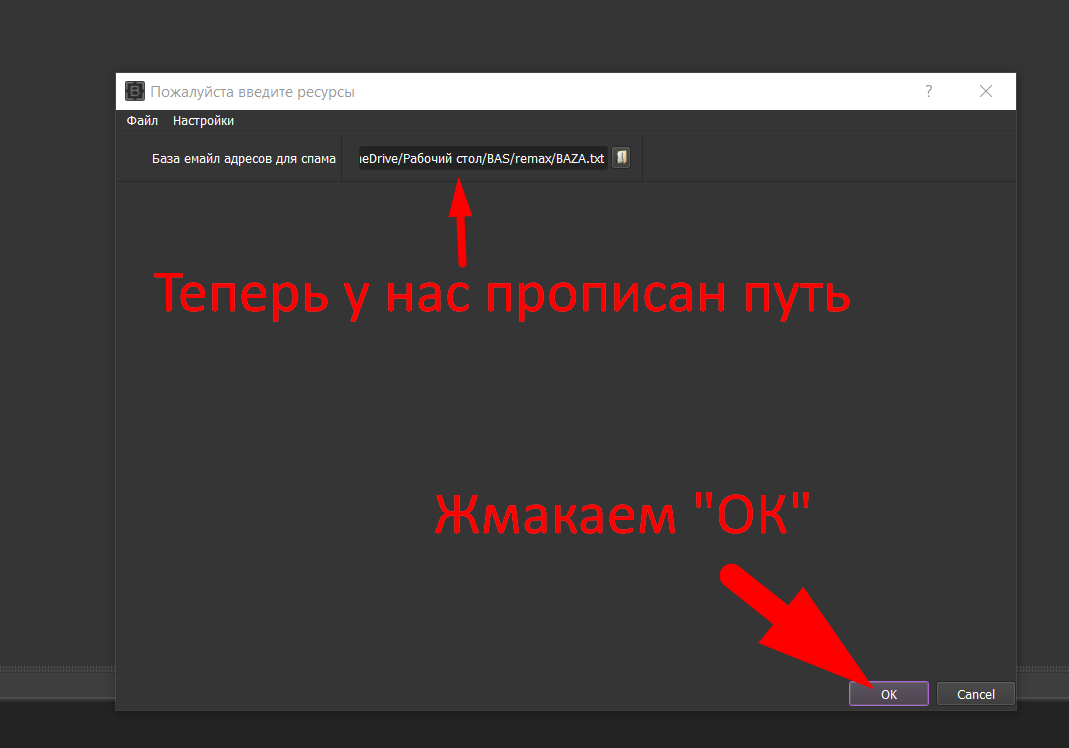 Пожалуйста введите ресурсы
Файл Настройки
База емайл адресов для спама
eDrive/Рабочий стол/BAS/remax/BAZA.txt
Теперь у нас прописан путь
Жмакаем "ОК"
OK Cancel